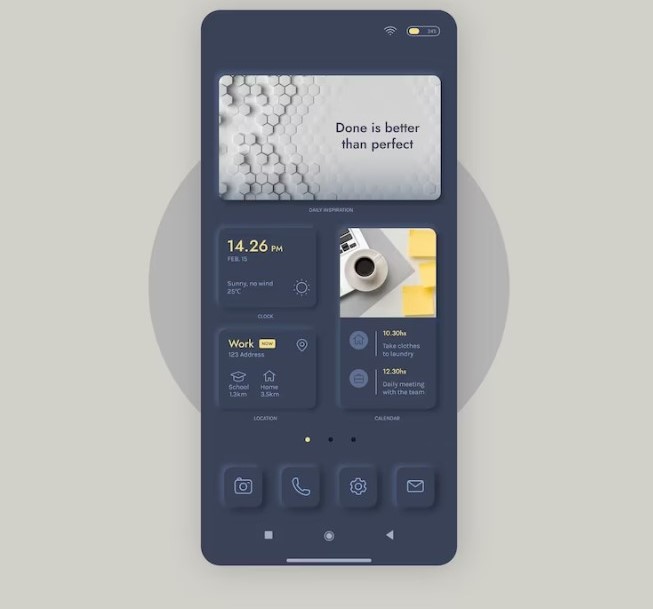 34%
Done is better
than perfect
DAILY INSPIRATION
14.26 PM
FEB, 15
Sunny, no wind
25°C
CLOCK
Work NOW
123 Address
School
1.3km
Home
3.5km
LOCATION
10.30hs
Take clothes
to laundry
12.30hs
Daily meeting
with the team
CALENDAR